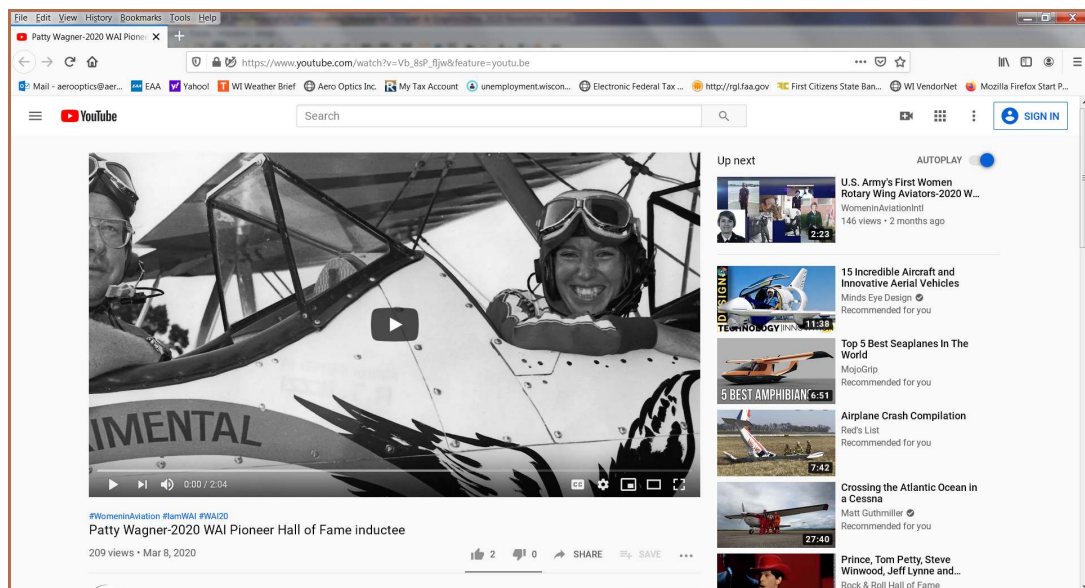 File Edit View History Bookmarks Tools Help
Patty Wagner-2020 WAI Pione
https://www.youtube.com/watch?v=Vb_8sP_fljw&feature=youtu.be
Mail - aerooptics@aer... EAA Yahoo! WI Weather Brief Aero Optics Inc. My Tax Account unemployment.wiscon... Electronic Federal Tax ... http://rgl.faa.gov First Citizens State Ban... WI VendorNet Mozilla Firefox Start P...
YouTube
Search
SIGN IN
IMENTAL
0:00 / 2:04
CC
#WomeninAviation #IamWAI #WAI20
Patty Wagner-2020 WAI Pioneer Hall of Fame inductee
209 views • Mar 8, 2020
2 0 SHARE SAVE
Up next
AUTOPLAY
2:23
U.S. Army's First Women
Rotary Wing Aviators-2020 W...
WomeninAviationIntl
146 views • 2 months ago
DESIGN
TECHNOLOGY
11:38
15 Incredible Aircraft and
Innovative Aerial Vehicles
Minds Eye Design
Recommended for you
5 BEST AMPHIBIAN
6:51
Top 5 Best Seaplanes In The
World
MojoGrip
Recommended for you
7:42
Airplane Crash Compilation
Red's List
Recommended for you
27:40
Crossing the Atlantic Ocean in
a Cessna
Matt Guthmiller
Recommended for you
Prince, Tom Petty, Steve
Winwood, Jeff Lynne and...
Rock & Roll Hall of Fame